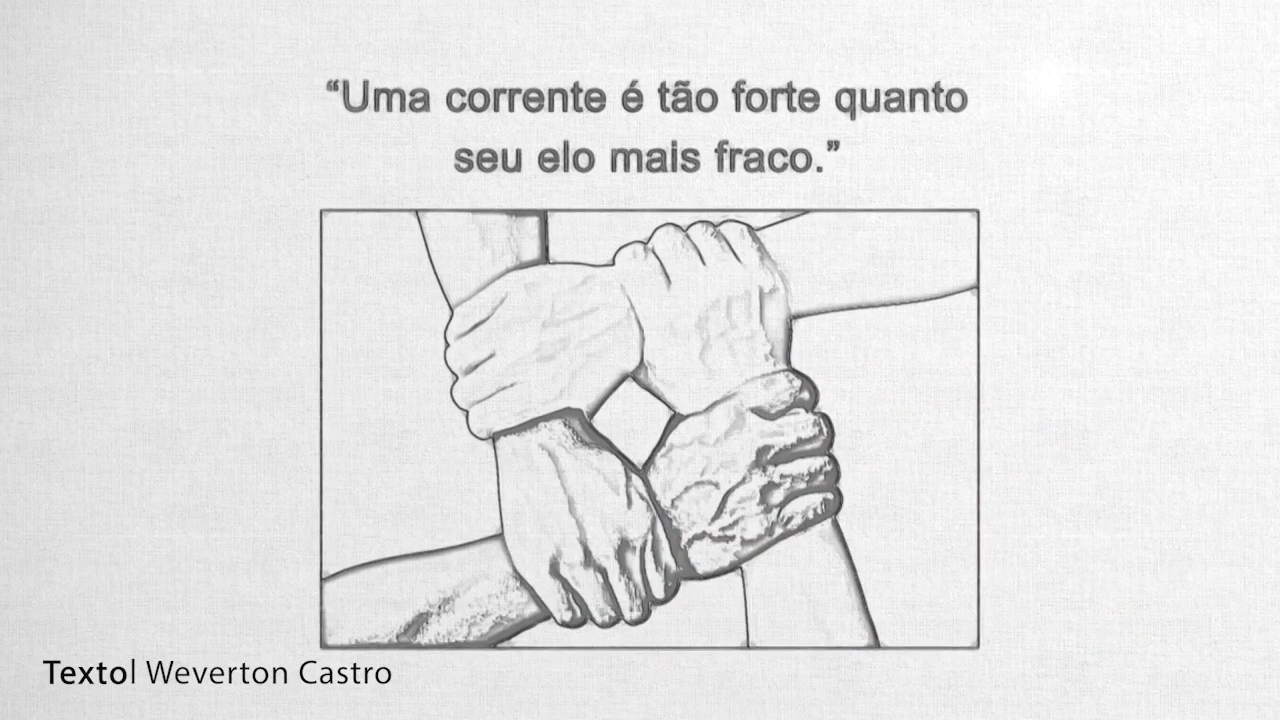 “Uma corrente é tão forte quanto
seu elo mais fraco.”
Texto| Weverton Castro